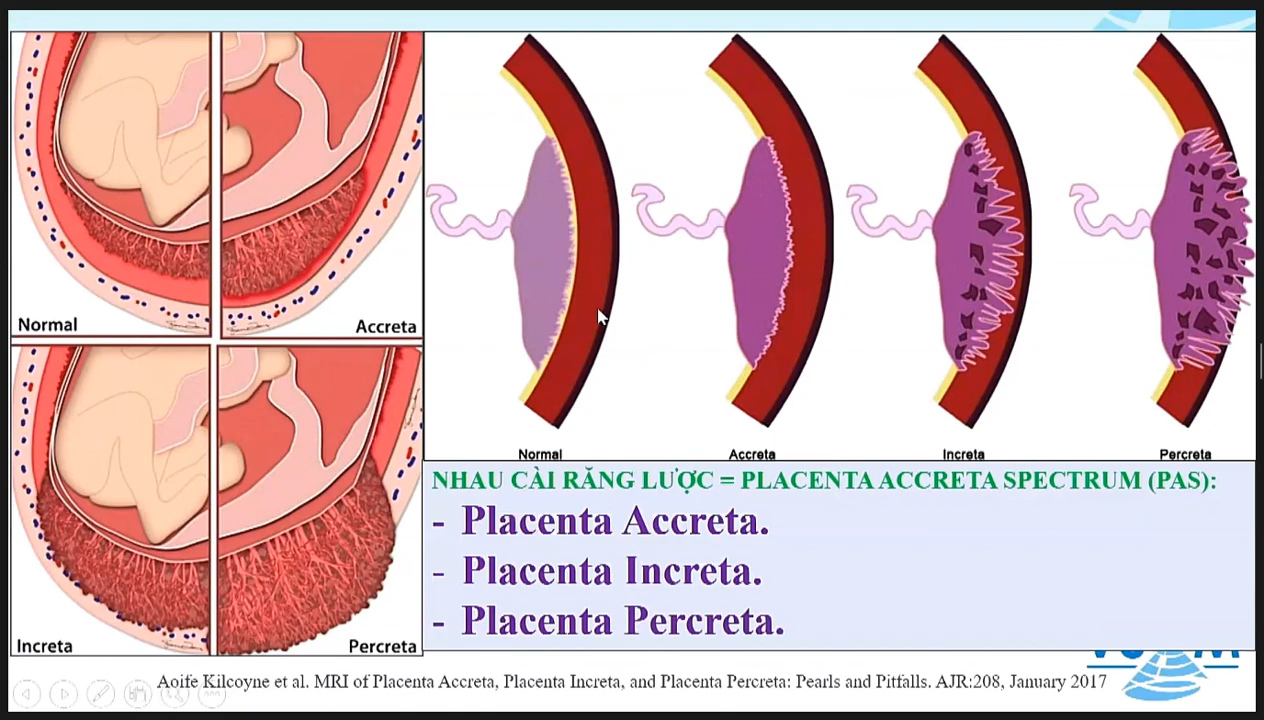 Normal
Accreta
Increta
Percreta
Normal
Accreta
Increta
Percreta
NHAU CÀI RĂNG LƯỢC = PLACENTA ACCRETA SPECTRUM (PAS):
- Placenta Accreta.
- Placenta Increta.
- Placenta Percreta.
Aoife Kilcoyne et al. MRI of Placenta Accreta, Placenta Increta, and Placenta Percreta: Pearls and Pitfalls. AJR:208, January 2017